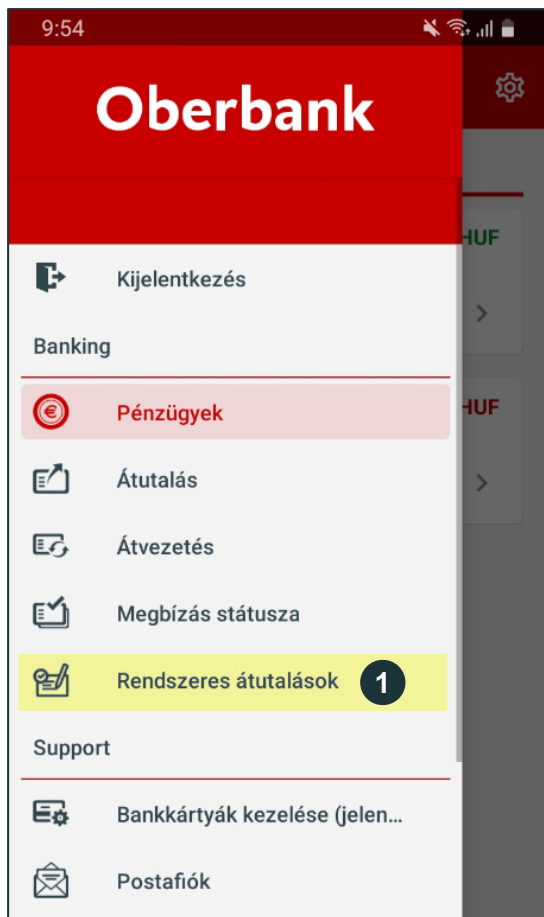 9:54
Oberbank
HUF
Kijelentkezés
Banking
Pénzügyek
HUF
Átutalás
Átvezetés
Megbízás státusza
Rendszeres átutalások 1
Support
Bankkártyák kezelése (jelen...
Postafiók